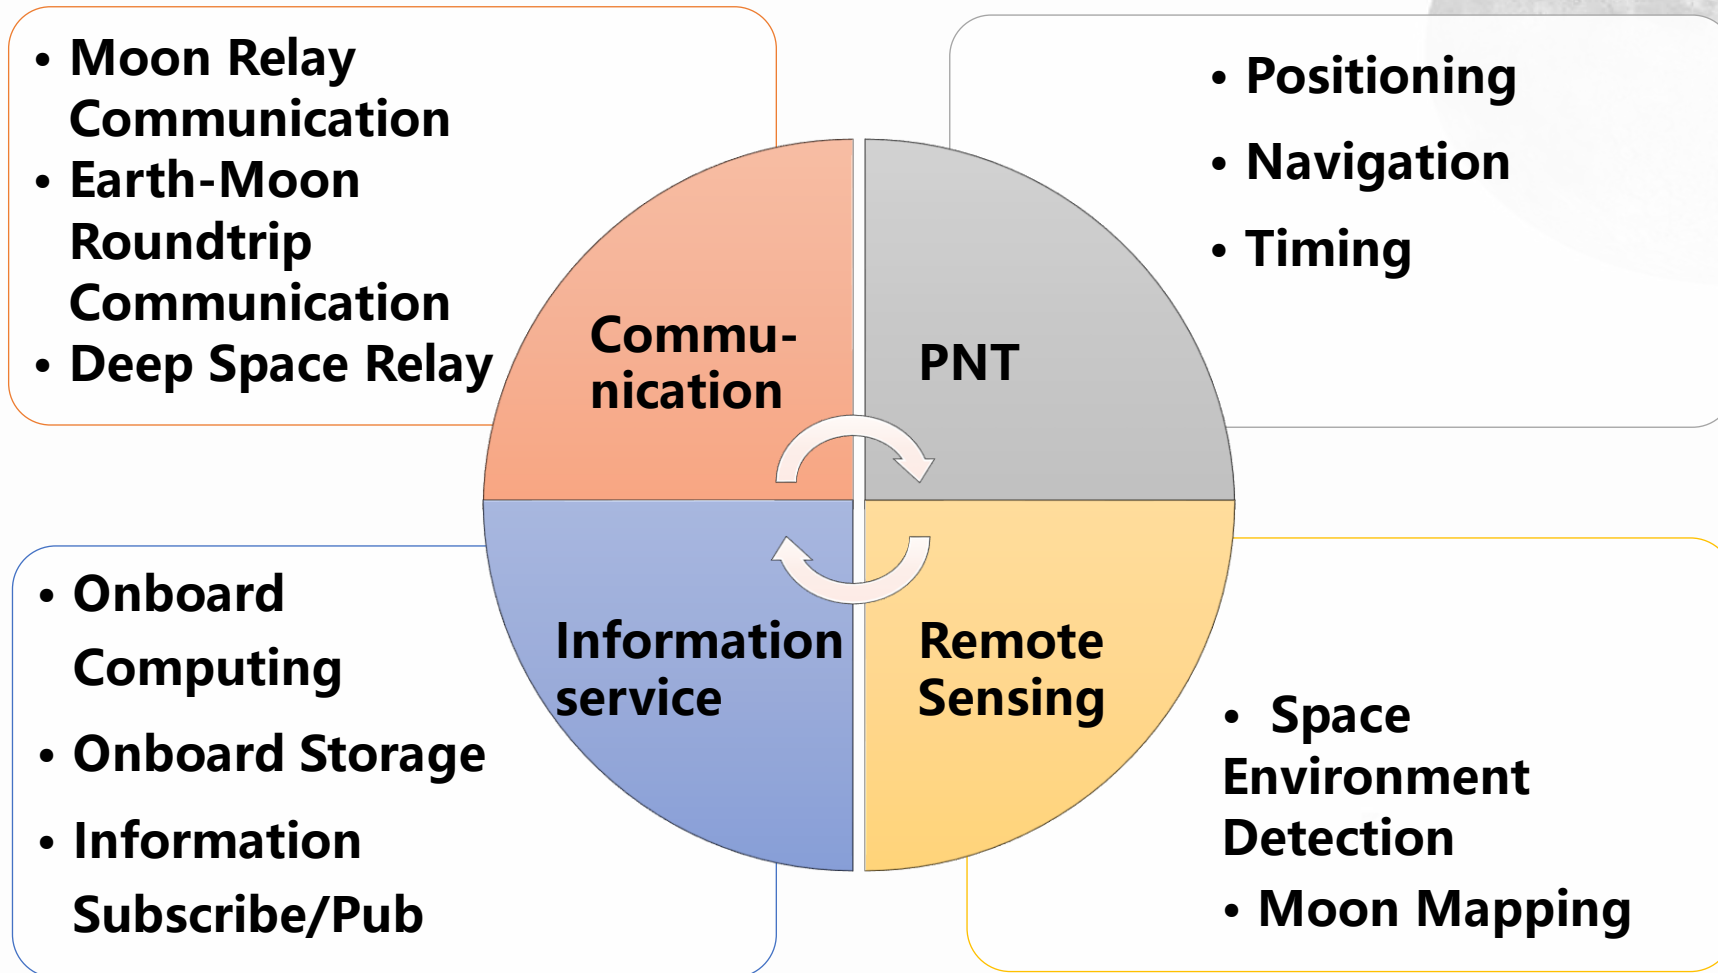 • Moon Relay
Communication
• Earth-Moon
Roundtrip
Communication
• Deep Space Relay
• Positioning
• Navigation
• Timing
Commu-
nication
PNT
Information
service
Remote
Sensing
• Onboard
Computing
• Onboard Storage
• Information
Subscribe/Pub
• Space
Environment
Detection
• Moon Mapping